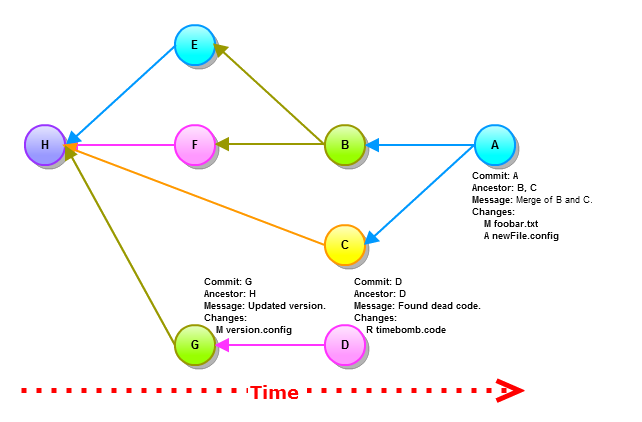 E
H
F
B
A
Commit: A
Ancestor: B, C
Message: Merge of B and C.
Changes:
M foobar.txt
A newFile.config
C
Commit: G
Ancestor: H
Message: Updated version.
Changes:
M version.config
Commit: D
Ancestor: D
Message: Found dead code.
Changes:
R timebomb.code
G
D
Time